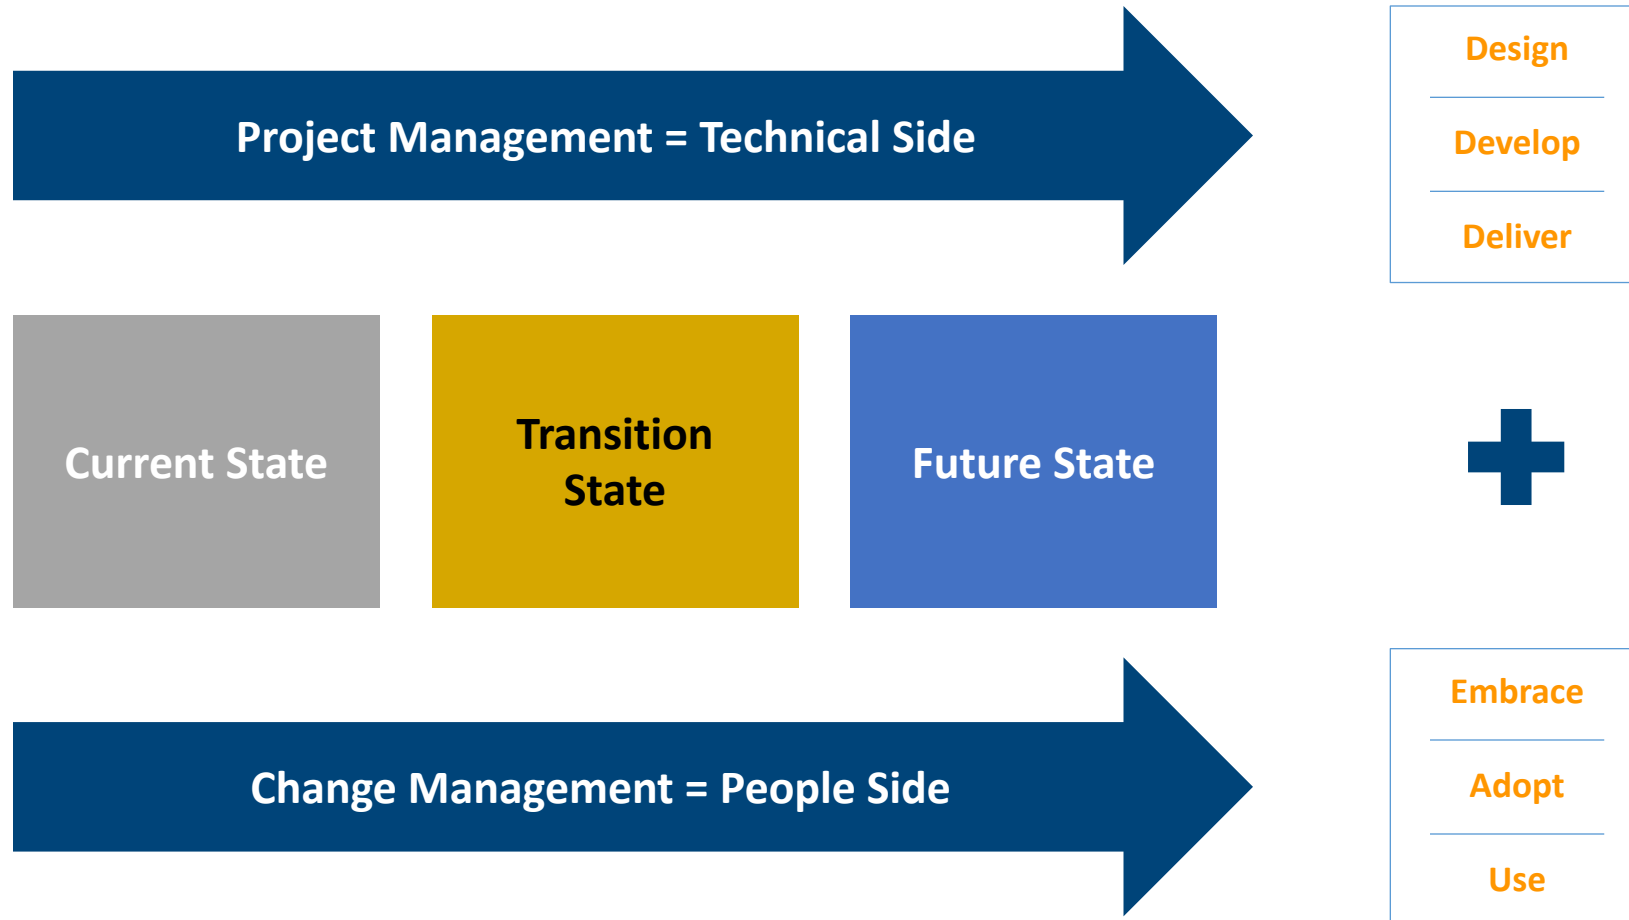 Project Management = Technical Side
Design
Develop
Deliver
Current State
Transition
State
Future State
Change Management = People Side
Embrace
Adopt
Use